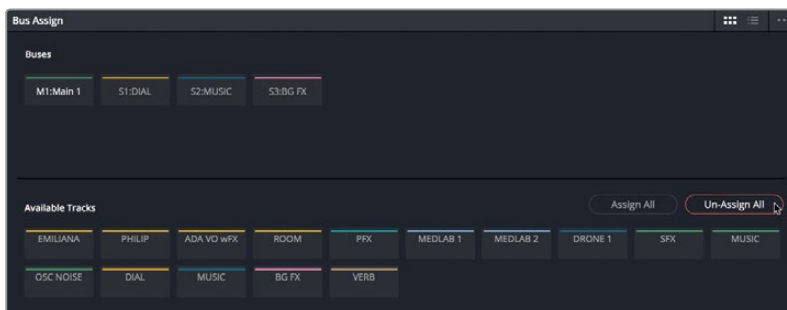 Bus Assign
Buses
M1:Main 1 S1:DIAL S2:MUSIC S3:BG FX
Available Tracks Assign All Un-Assign All
EMILIANA PHILIP ADA VO wFX ROOM PFX MEDLAB 1 MEDLAB 2 DRONE 1 SFX MUSIC
OSC NOISE DIAL MUSIC BG FX VERB